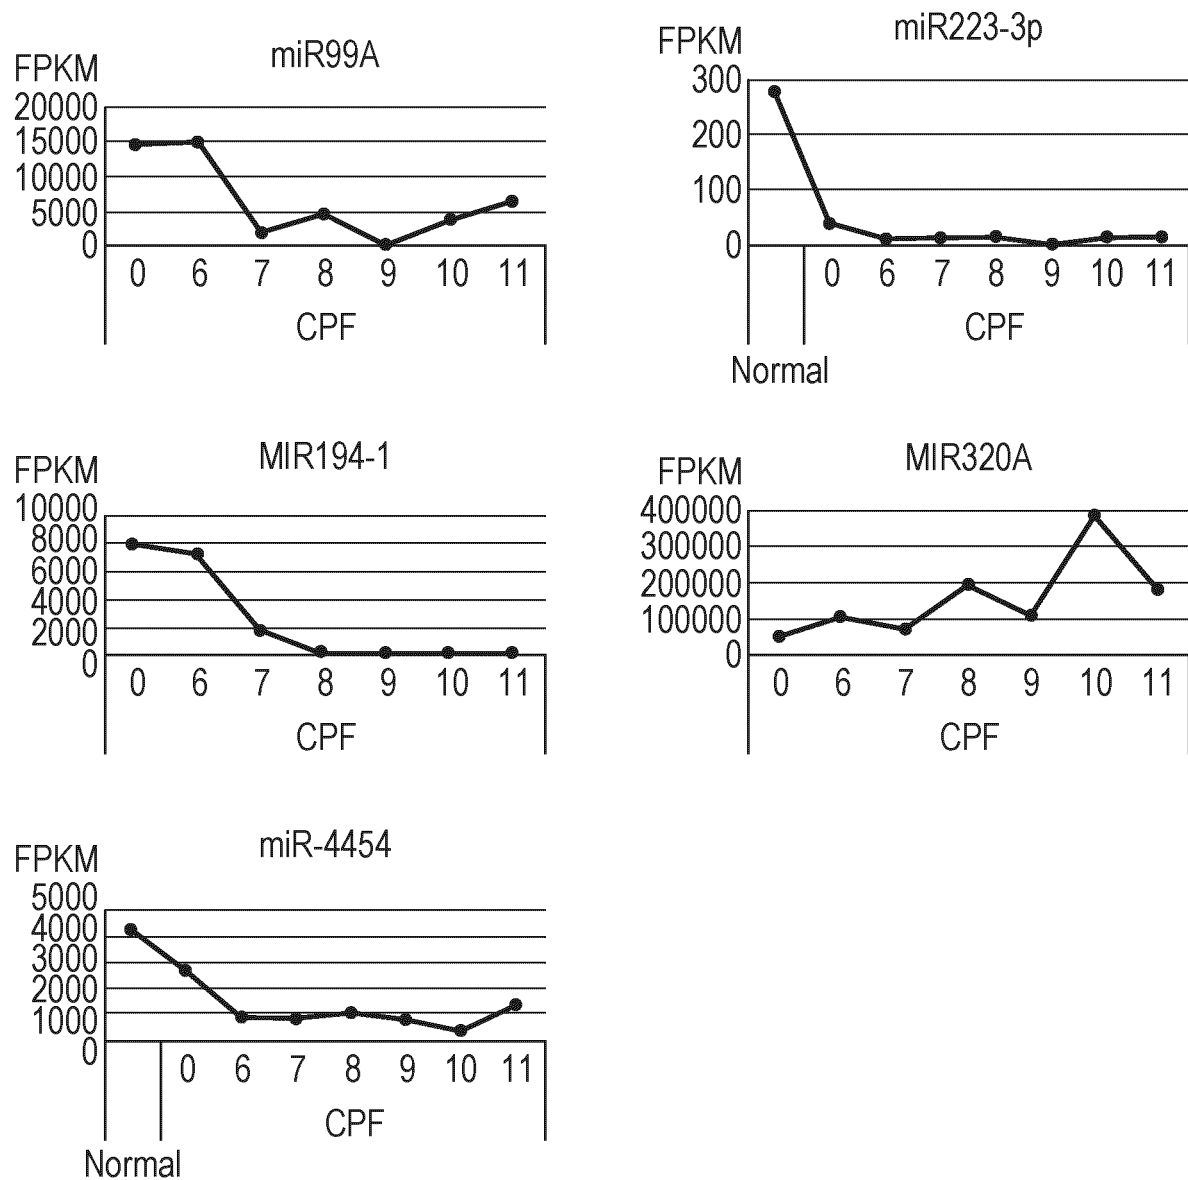 miR99A
FPKM
20000
15000
10000
5000
0
0 6 7 8 9 10 11
CPF
miR223-3p
FPKM
300
200
100
0
0 6 7 8 9 10 11
CPF
Normal
MIR194-1
FPKM
10000
8000
6000
4000
2000
0
0 6 7 8 9 10 11
CPF
MIR320A
FPKM
400000
300000
200000
100000
0
0 6 7 8 9 10 11
CPF
miR-4454
FPKM
5000
4000
3000
2000
1000
0
0 6 7 8 9 10 11
CPF
Normal